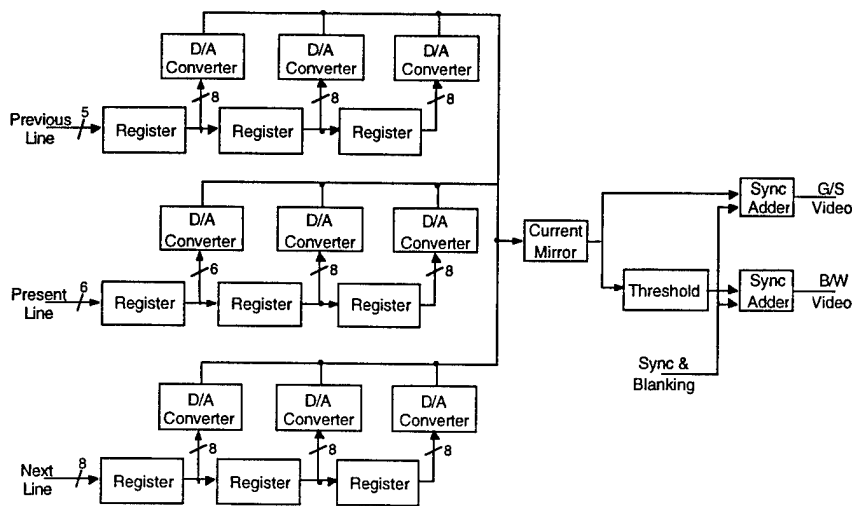 D/A
Converter
D/A
Converter
D/A
Converter
8
8
8
Previous
Line
5
Register
Register
Register
D/A
Converter
D/A
Converter
D/A
Converter
6
8
8
Present
Line
6
Register
Register
Register
D/A
Converter
D/A
Converter
D/A
Converter
8
8
8
Next
Line
8
Register
Register
Register
Current
Mirror
Threshold
Sync
Adder
G/S
Video
Sync
Adder
B/W
Video
Sync &
Blanking